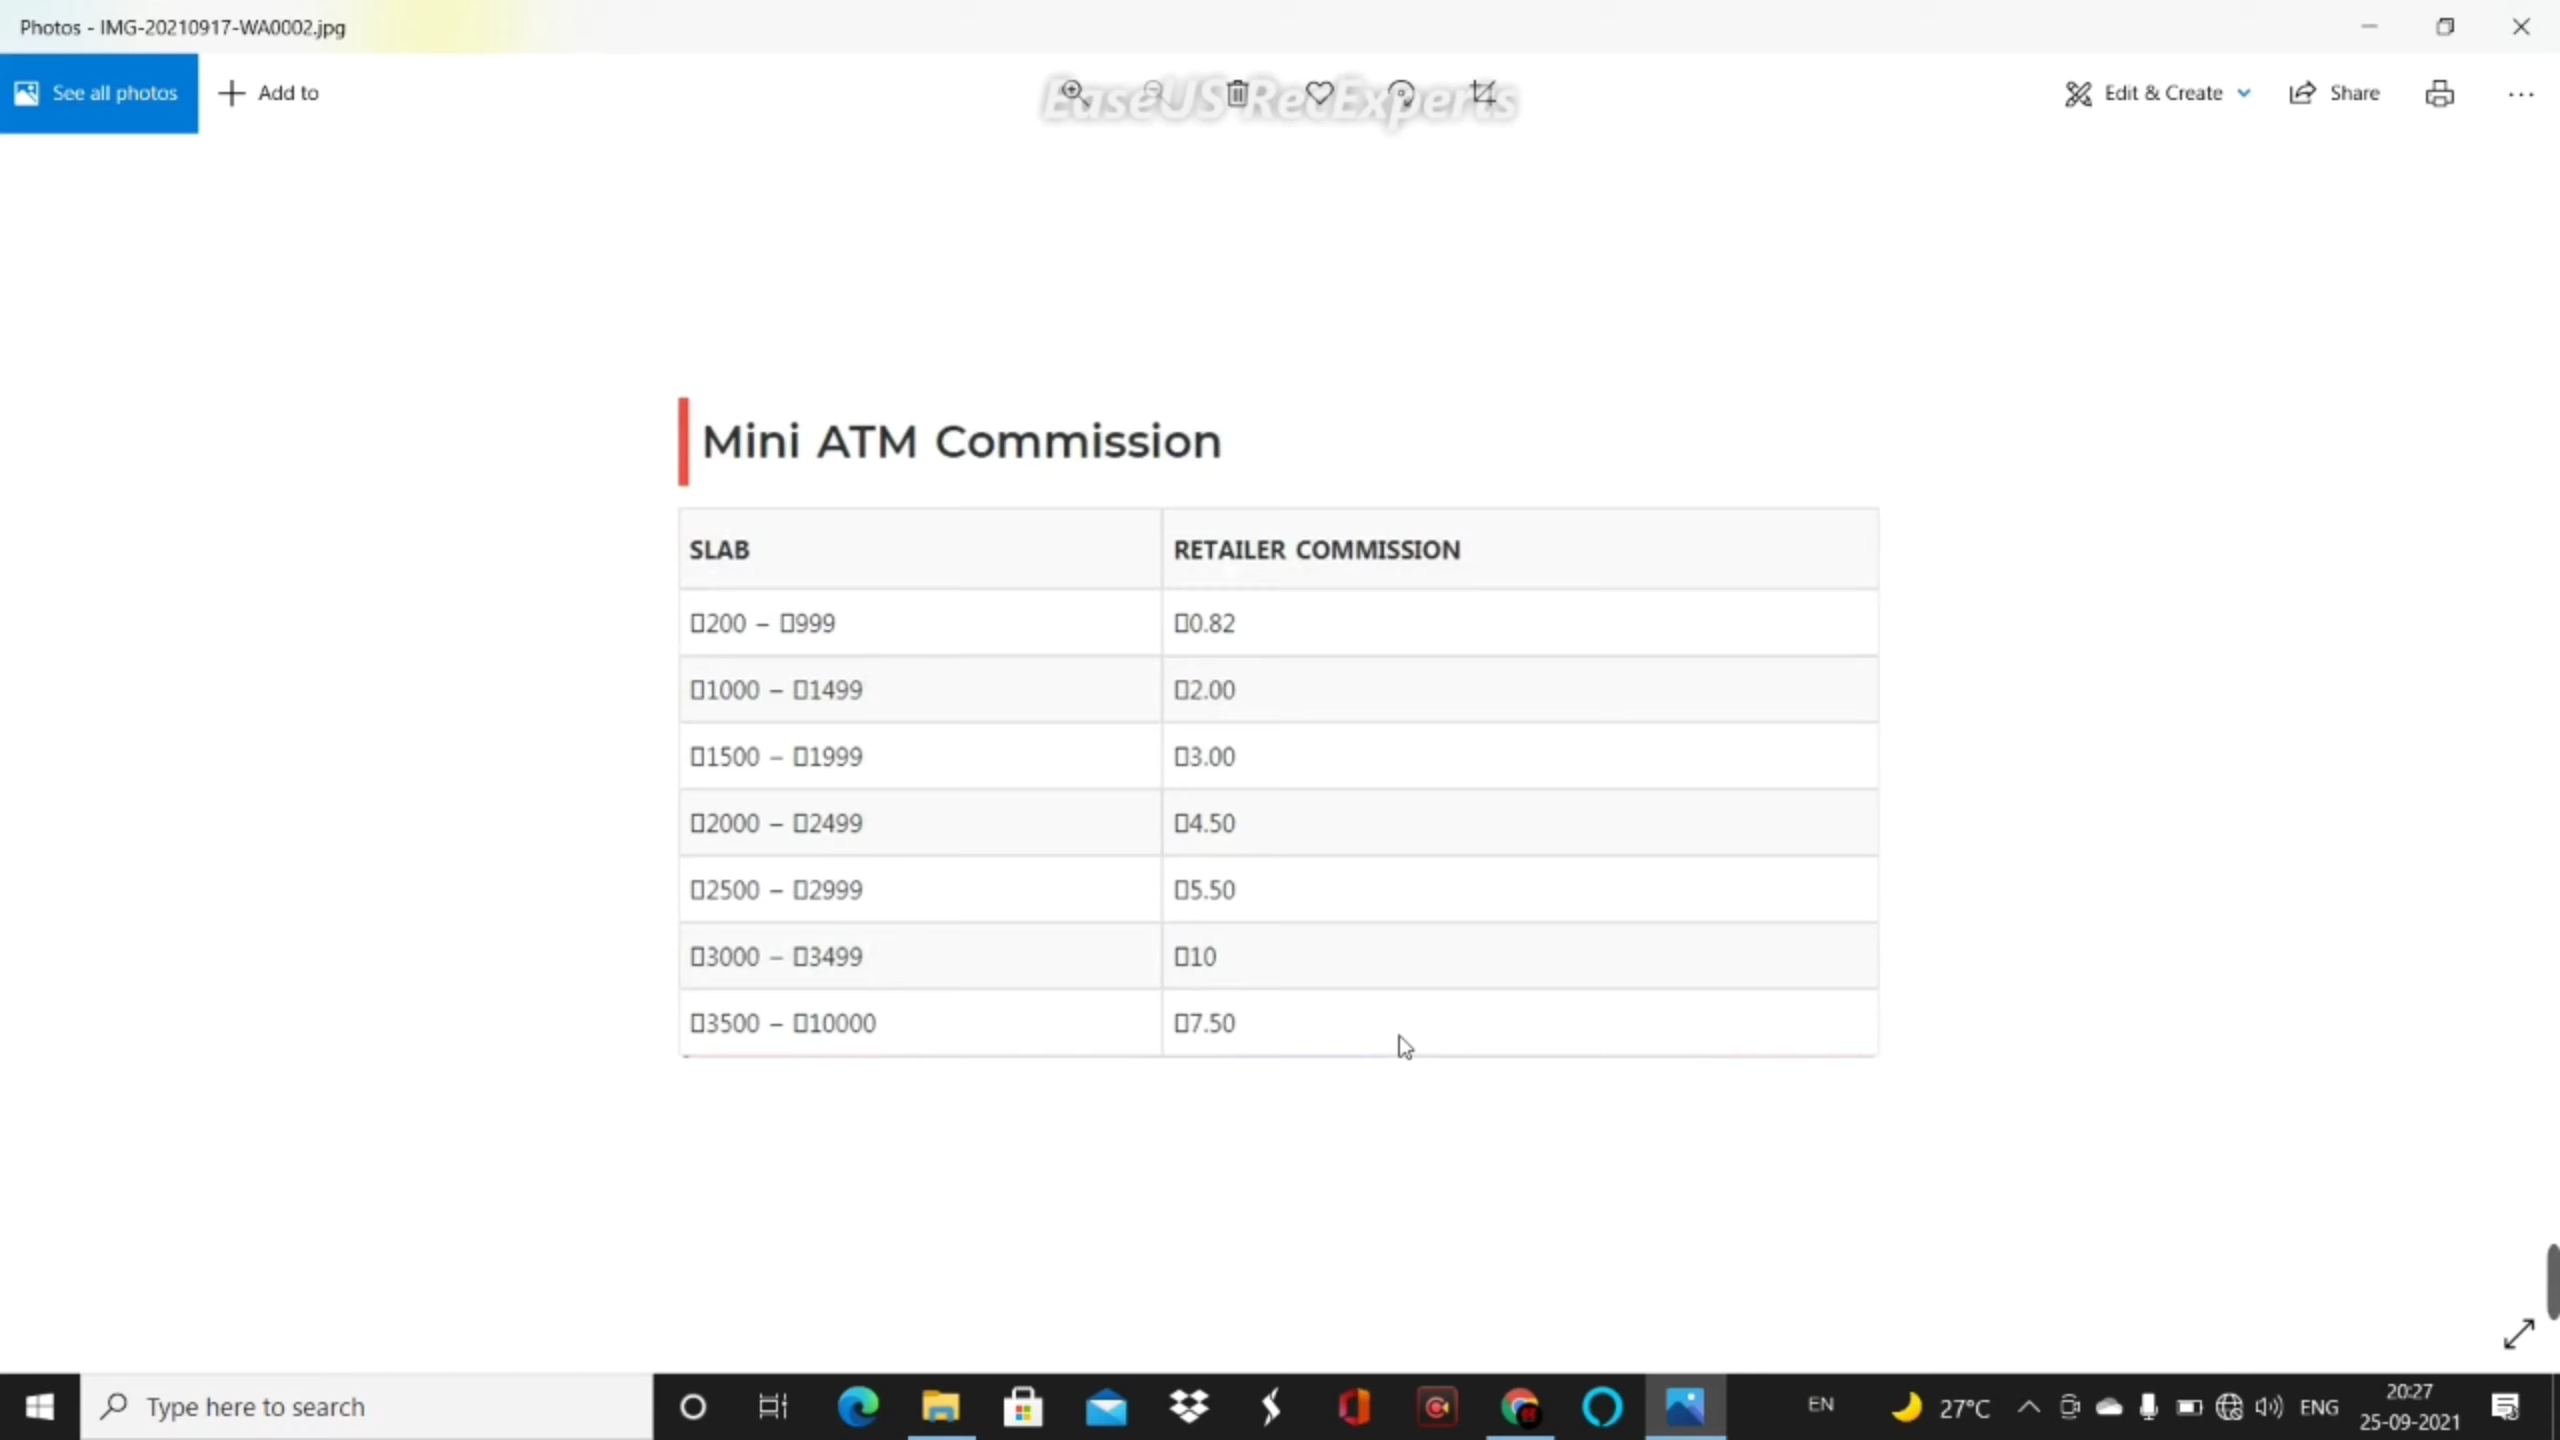 Photos - IMG-20210917-WA0002.jpg
See all photos
Add to
EaseUS RecExperts
Edit & Create
Share
Mini ATM Commission
SLAB RETAILER COMMISSION
▯200 – ▯999 ▯0.82
▯1000 – ▯1499 ▯2.00
▯1500 – ▯1999 ▯3.00
▯2000 – ▯2499 ▯4.50
▯2500 – ▯2999 ▯5.50
▯3000 – ▯3499 ▯10
▯3500 – ▯10000 ▯7.50
Type here to search
EN
27°C
ENG
20:27
25-09-2021